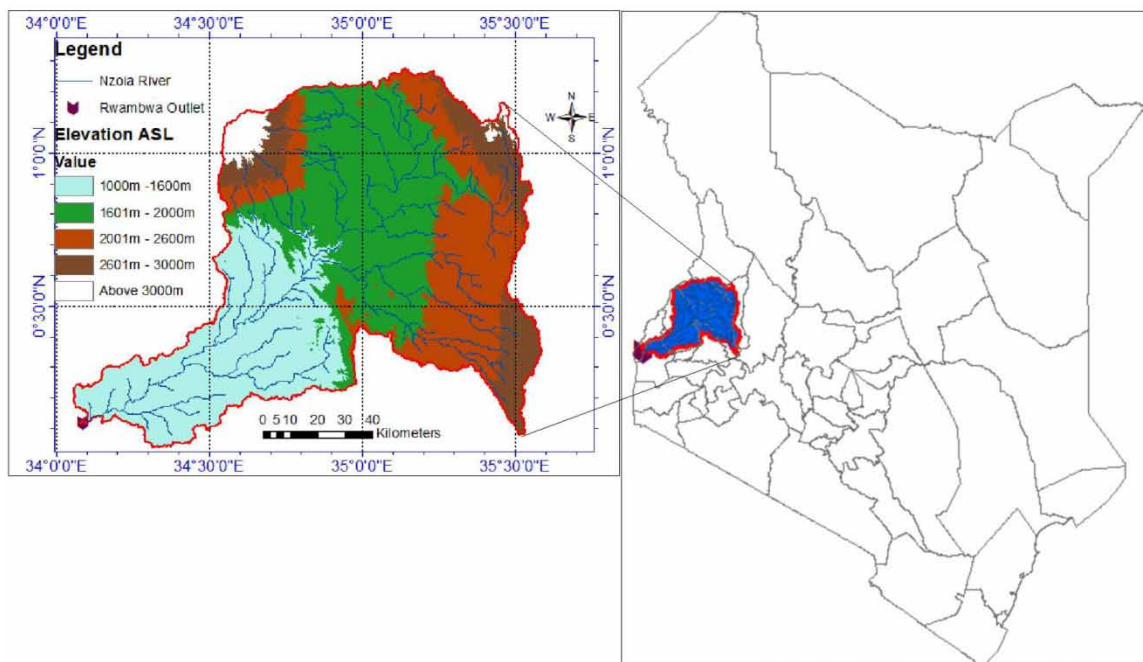 34°0'0"E 34°30'0"E 35°0'0"E 35°30'0"E
Legend
Nzoia River
Rwambwa Outlet
Elevation ASL
Value
1000m -1600m
1601m - 2000m
2001m - 2600m
2601m - 3000m
Above 3000m
N
W E
S
1°0'0"N
0°30'0"N
1°0'0"N
0°30'0"N
0 5 10 20 30 40
Kilometers
34°0'0"E 34°30'0"E 35°0'0"E 35°30'0"E